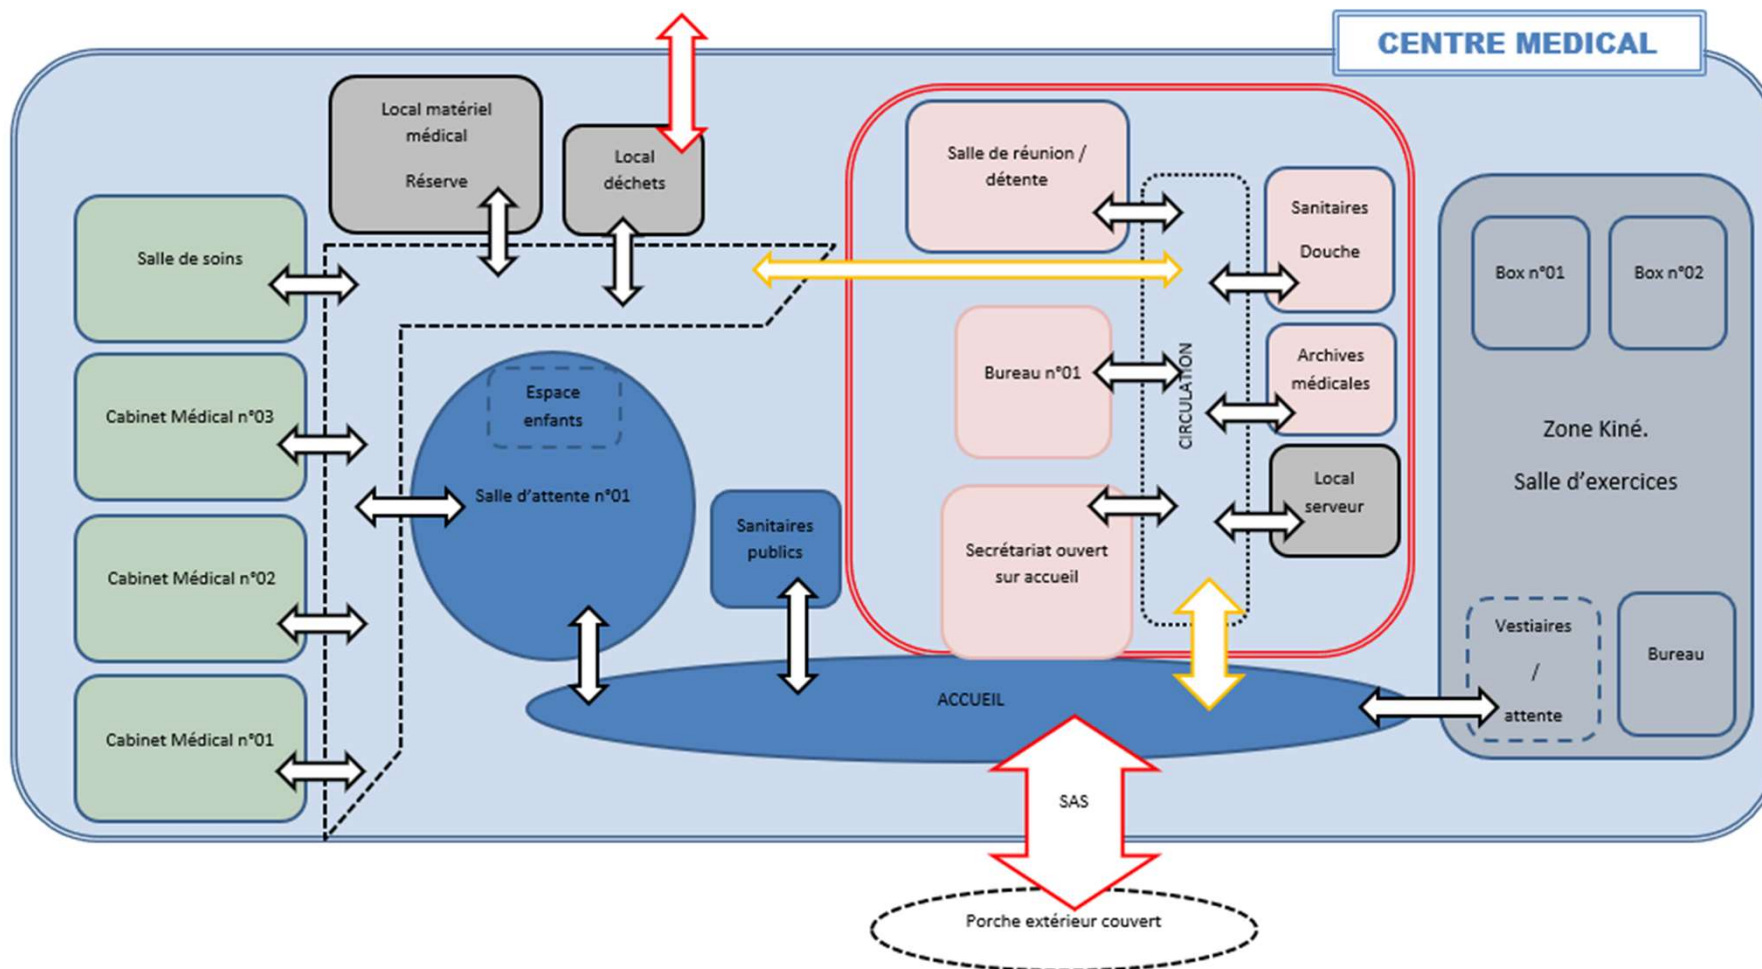 CENTRE MEDICAL
Local matériel
médical
Réserve
Local
déchets
Salle de réunion /
détente
Sanitaires
Douche
Salle de soins
Box n°01
Box n°02
Bureau n°01
CIRCULATION
Archives
médicales
Espace
enfants
Cabinet Médical n°03
Zone Kiné.
Salle d'exercices
Salle d'attente n°01
Local
serveur
Sanitaires
publics
Secrétariat ouvert
sur accueil
Cabinet Médical n°02
Vestiaires
/
attente
Bureau
ACCUEIL
Cabinet Médical n°01
SAS
Porche extérieur couvert